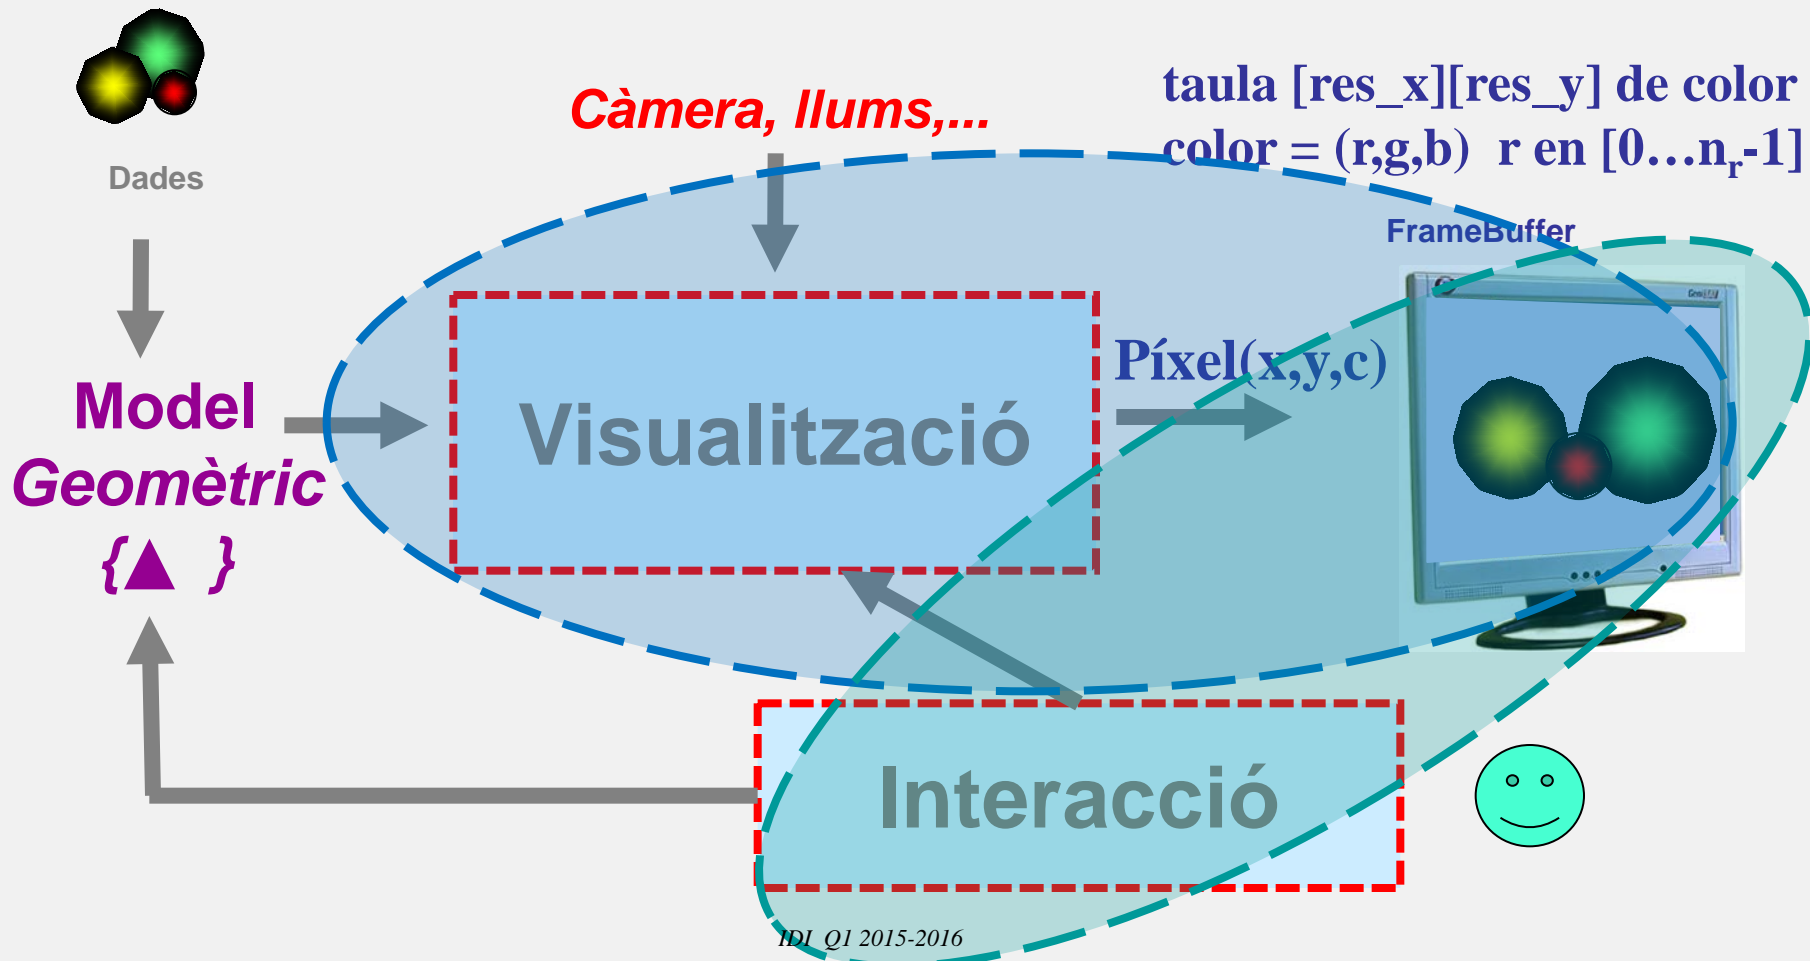 Càmera, llums,...
taula [res_x][res_y] de color
color = (r,g,b) r en [0…nr-1]
Dades
FrameBuffer
Model
Geomètric
{▲ }
Visualització
Píxel(x,y,c)
Interacció
IDI Q1 2015-2016